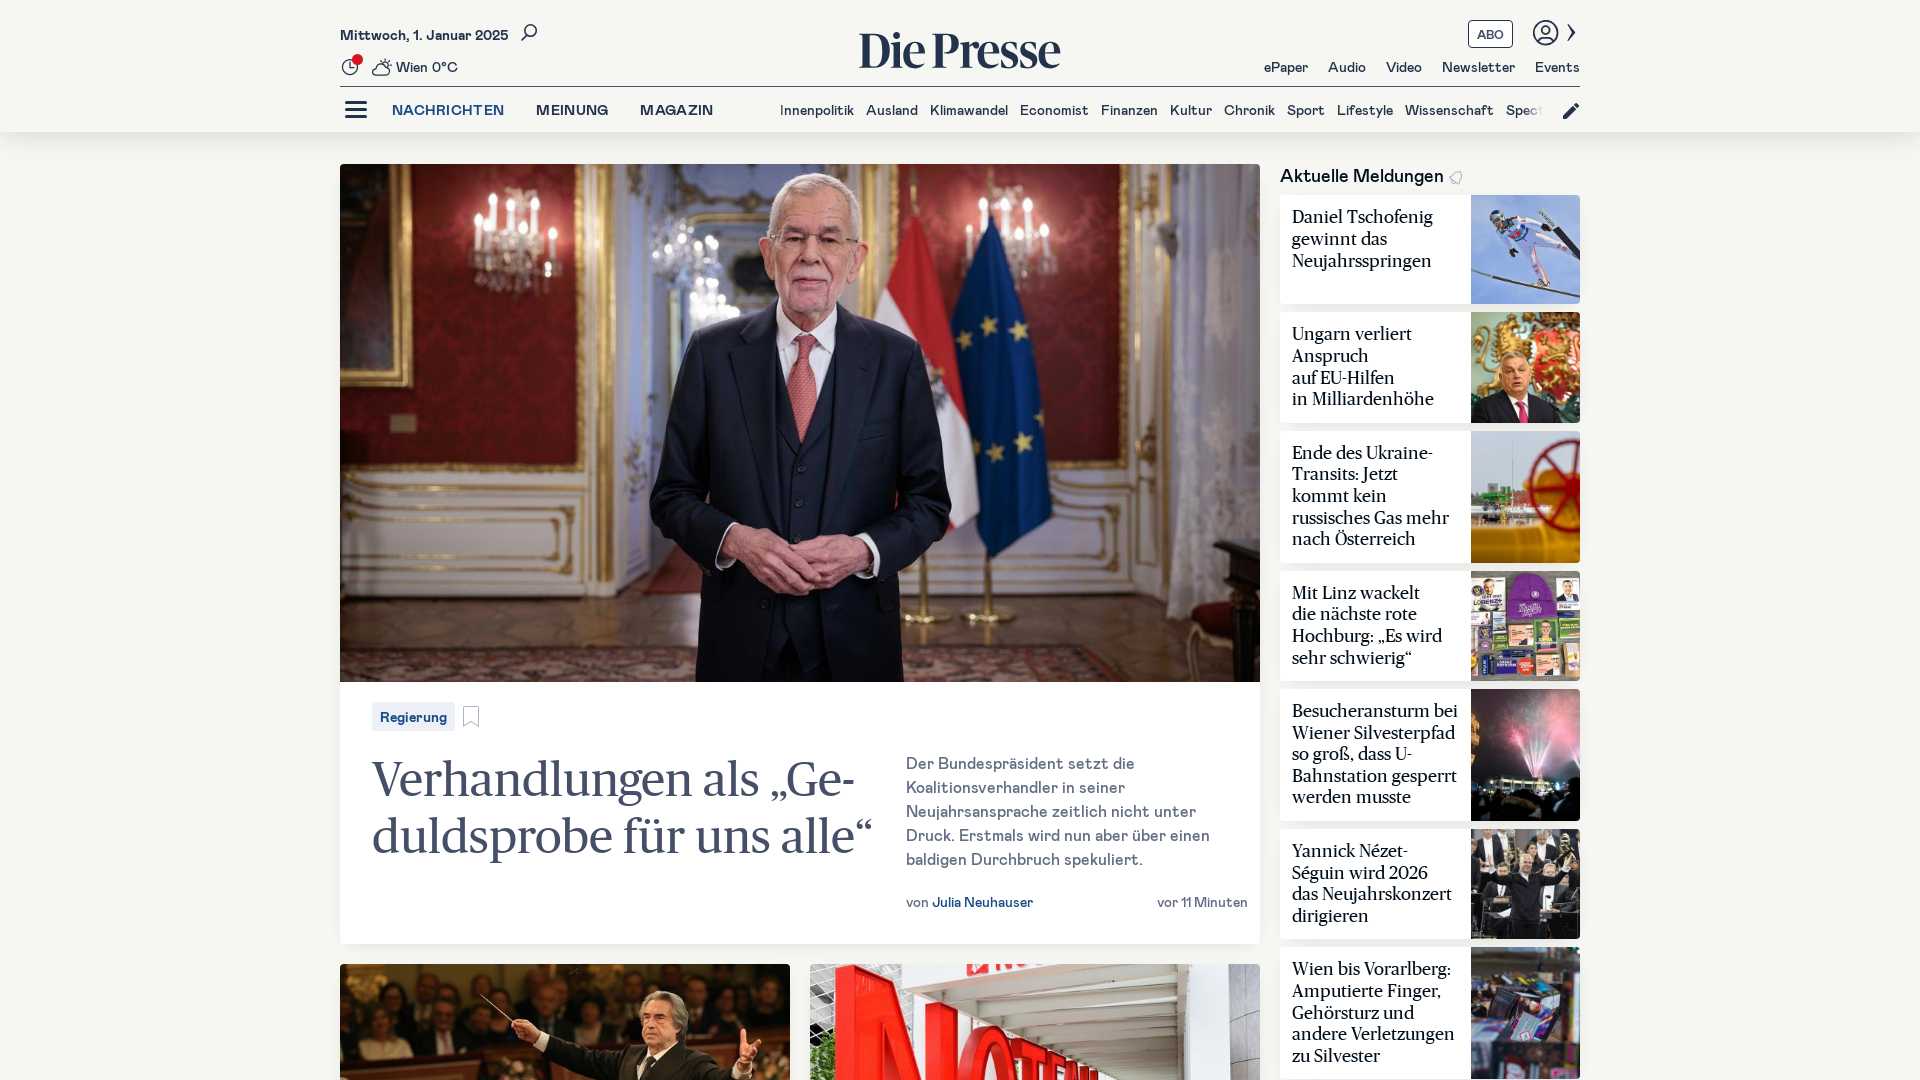 Mittwoch, 1. Januar 2025
Wien 0°C
Die Presse
ABO
ePaper Audio Video Newsletter Events
NACHRICHTEN MEINUNG MAGAZIN
Innenpolitik Ausland Klimawandel Economist Finanzen Kultur Chronik Sport Lifestyle Wissenschaft Spect
Regierung
Verhandlungen als „Ge-
duldsprobe für uns alle“
Der Bundespräsident setzt die
Koalitionsverhandler in seiner
Neujahrsansprache zeitlich nicht unter
Druck. Erstmals wird nun aber über einen
baldigen Durchbruch spekuliert.
von Julia Neuhauser
vor 11 Minuten
Aktuelle Meldungen
Daniel Tschofenig
gewinnt das
Neujahrsspringen
Ungarn verliert
Anspruch
auf EU-Hilfen
in Milliardenhöhe
Ende des Ukraine-
Transits: Jetzt
kommt kein
russisches Gas mehr
nach Österreich
Mit Linz wackelt
die nächste rote
Hochburg: „Es wird
sehr schwierig“
Besucheransturm bei
Wiener Silvesterpfad
so groß, dass U-
Bahnstation gesperrt
werden musste
Yannick Nézet-
Séguin wird 2026
das Neujahrskonzert
dirigieren
Wien bis Vorarlberg:
Amputierte Finger,
Gehörsturz und
andere Verletzungen
zu Silvester